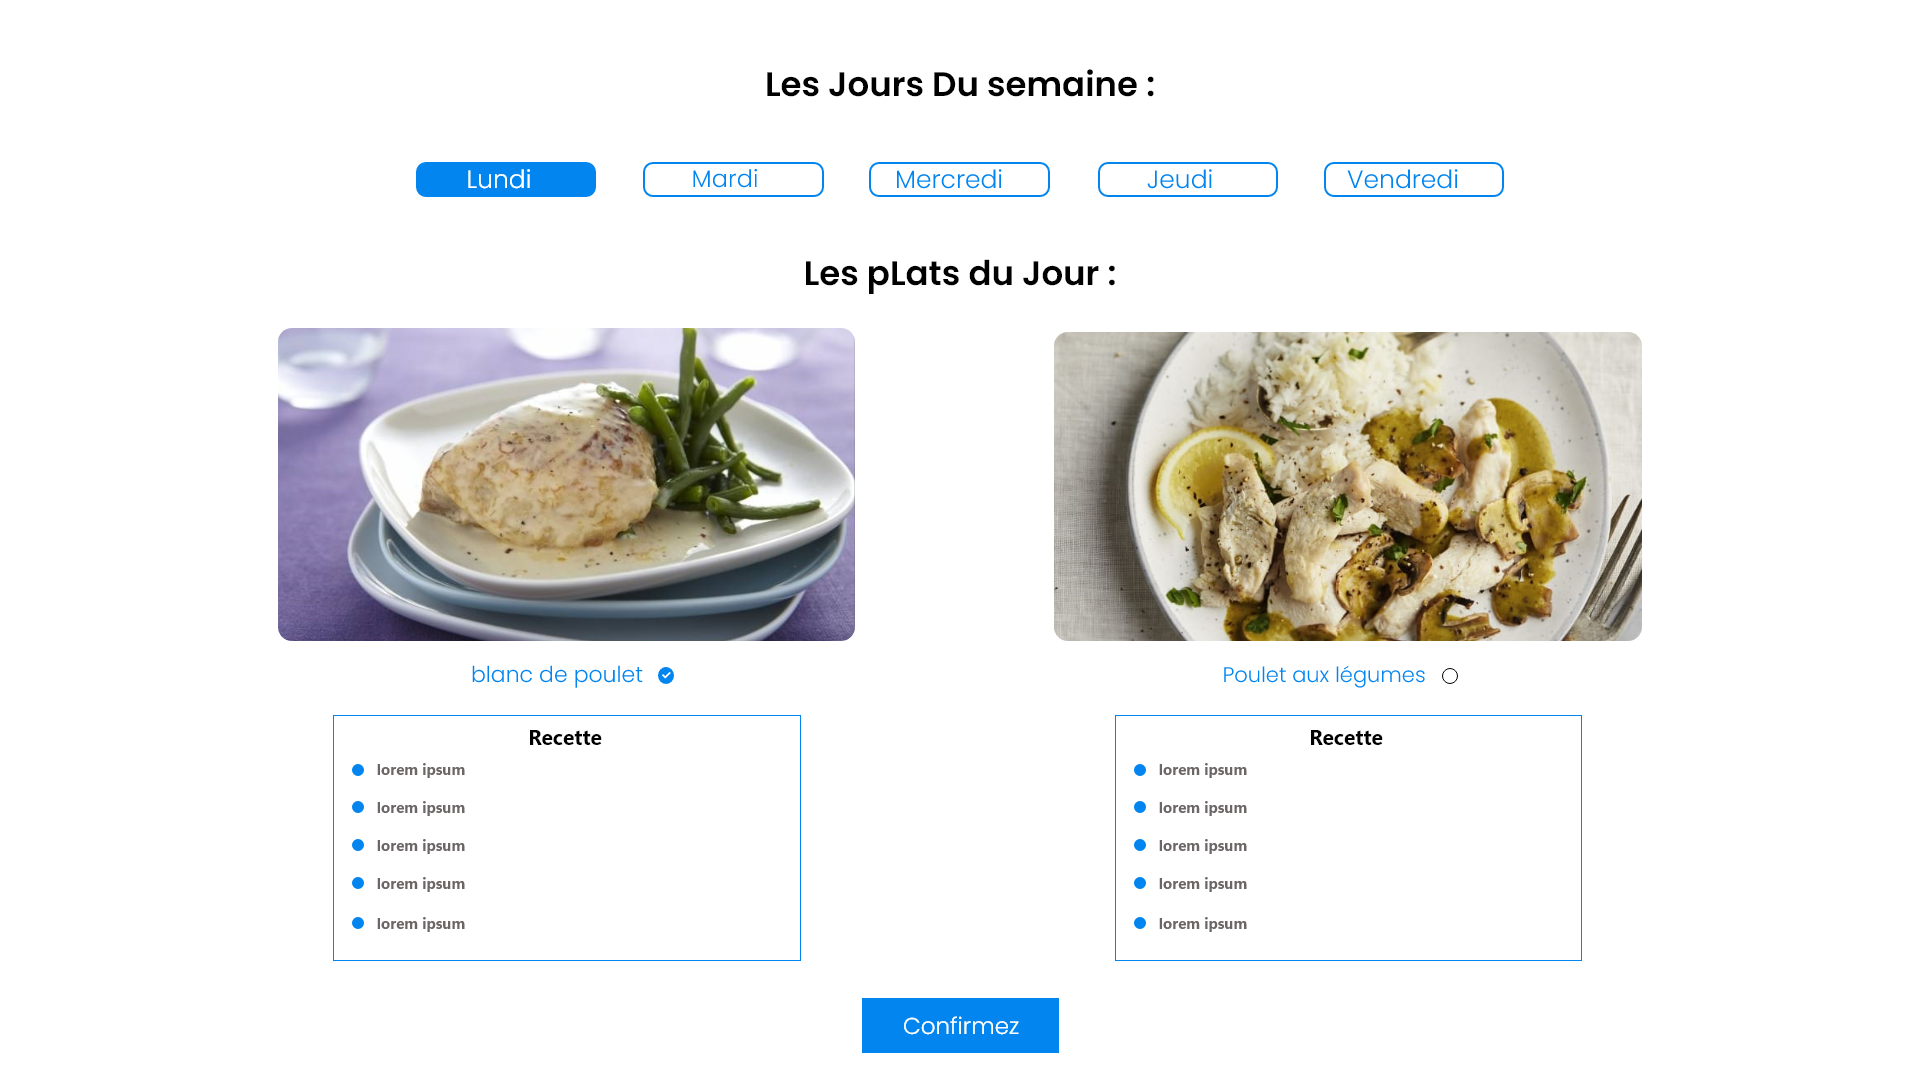 Les Jours Du semaine :
Lundi
Mardi
Mercredi
Jeudi
Vendredi
Les pLats du Jour :
blanc de poulet
Poulet aux légumes
Recette
lorem ipsum
lorem ipsum
lorem ipsum
lorem ipsum
lorem ipsum
Recette
lorem ipsum
lorem ipsum
lorem ipsum
lorem ipsum
lorem ipsum
Confirmez